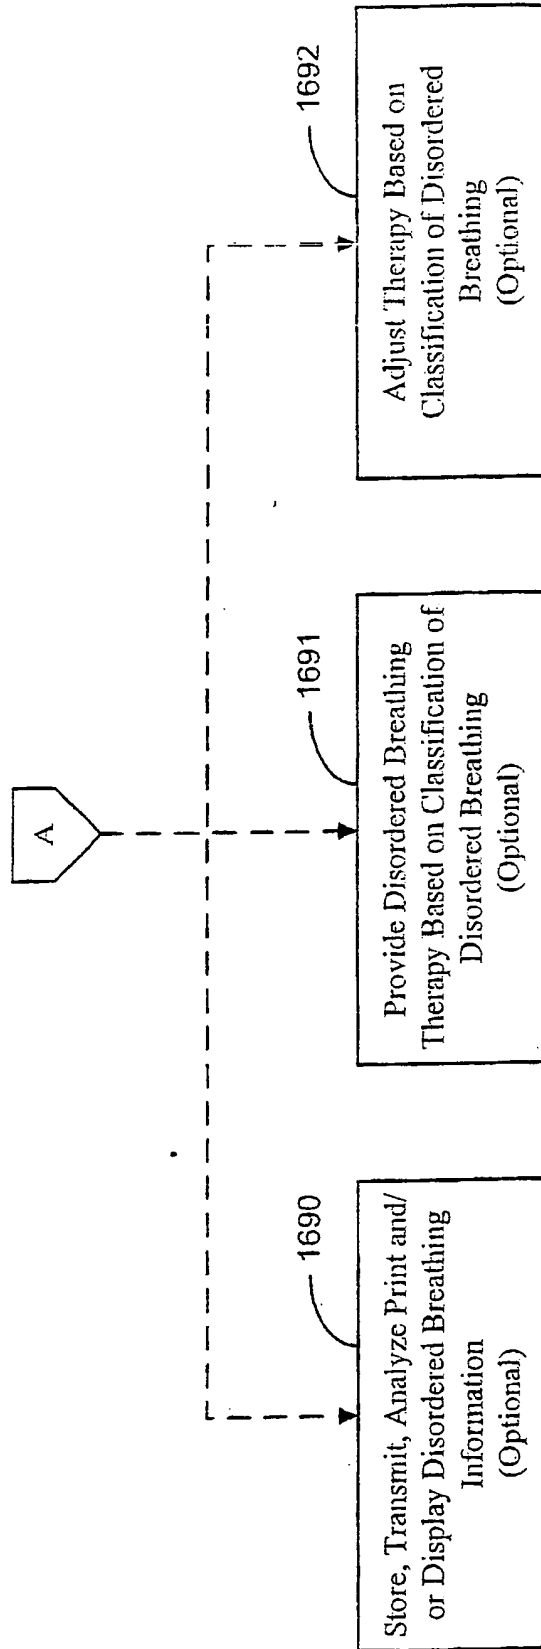 A
1690
Store, Transmit, Analyze Print and/
or Display Disordered Breathing
Information
(Optional)
1691
Provide Disordered Breathing
Therapy Based on Classification of
Disordered Breathing
(Optional)
1692
Adjust Therapy Based on
Classification of Disordered
Breathing
(Optional)